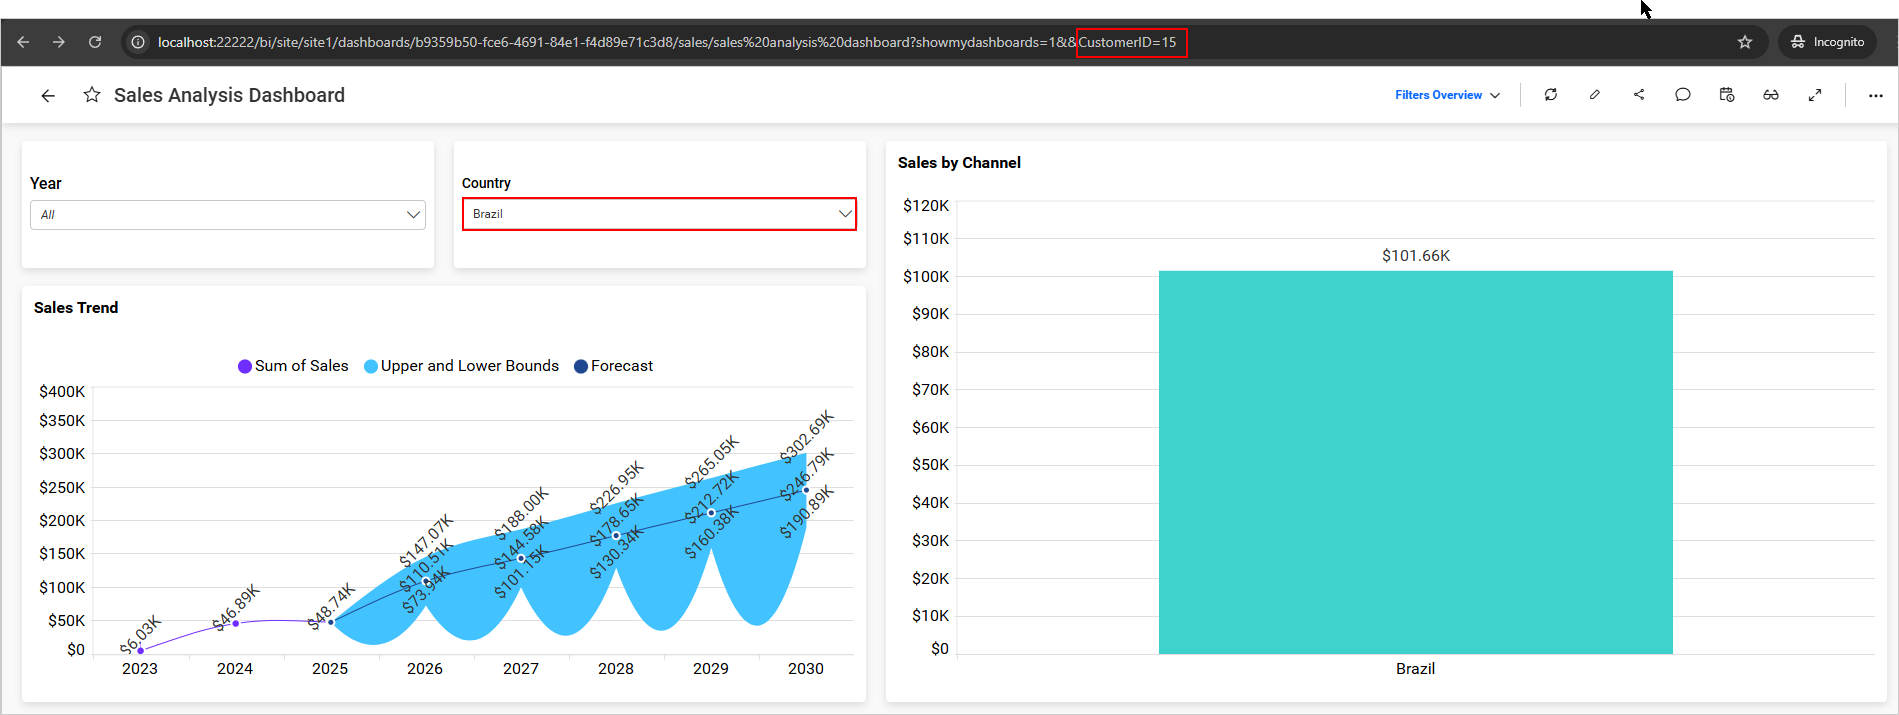 localhost:22222/bi/site/site1/dashboards/b9359b50-fce6-4691-84e1-f4d89e71c3d8/sales/sales%20analysis%20dashboard?showmydashboards=1&&CustomerID=15
Incognito
Sales Analysis Dashboard
Filters Overview
Year
All
Country
Brazil
Sales Trend
Sum of Sales
Upper and Lower Bounds
Forecast
$400K
$350K
$300K
$250K
$200K
$150K
$100K
$50K
$0
$6.03K
$46.89K
$48.74K
$147.07K
$110.51K
$73.94K
$188.00K
$144.58K
$101.15K
$226.95K
$178.65K
$130.34K
$265.05K
$212.72K
$160.38K
$302.69K
$246.79K
$190.89K
2023
2024
2025
2026
2027
2028
2029
2030
Sales by Channel
$120K
$110K
$100K
$90K
$80K
$70K
$60K
$50K
$40K
$30K
$20K
$10K
$0
$101.66K
Brazil